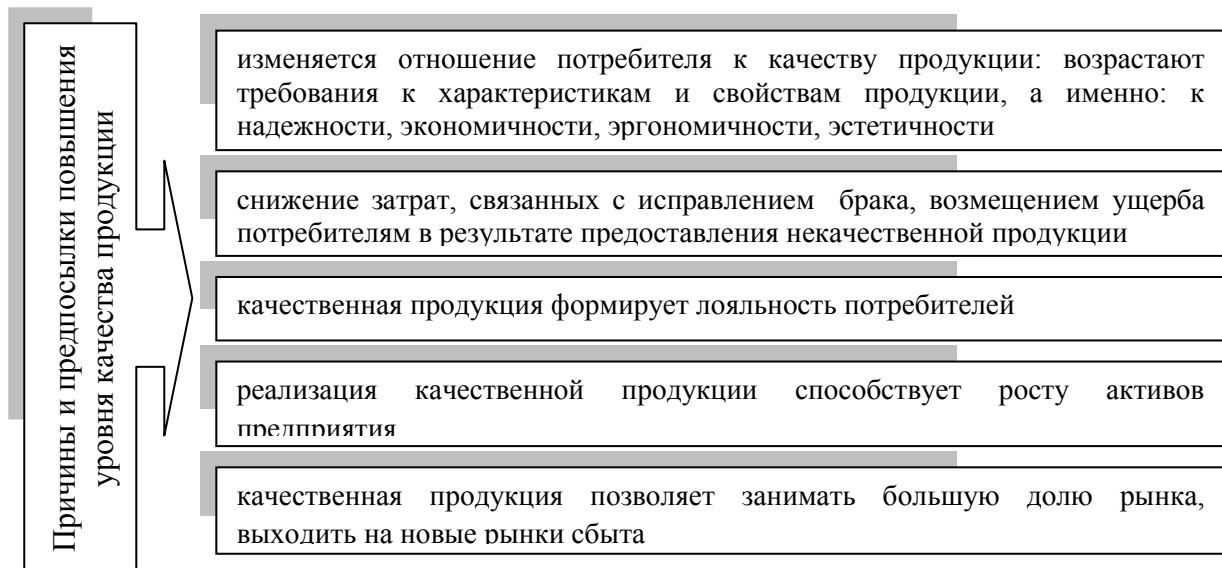 Причины и предпосылки повышения
уровня качества продукции
изменяется отношение потребителя к качеству продукции: возрастают
требования к характеристикам и свойствам продукции, а именно: к
надежности, экономичности, эргономичности, эстетичности
снижение затрат, связанных с исправлением брака, возмещением ущерба
потребителям в результате предоставления некачественной продукции
качественная продукция формирует лояльность потребителей
реализация качественной продукции способствует росту активов
предприятия
качественная продукция позволяет занимать большую долю рынка,
выходить на новые рынки сбыта